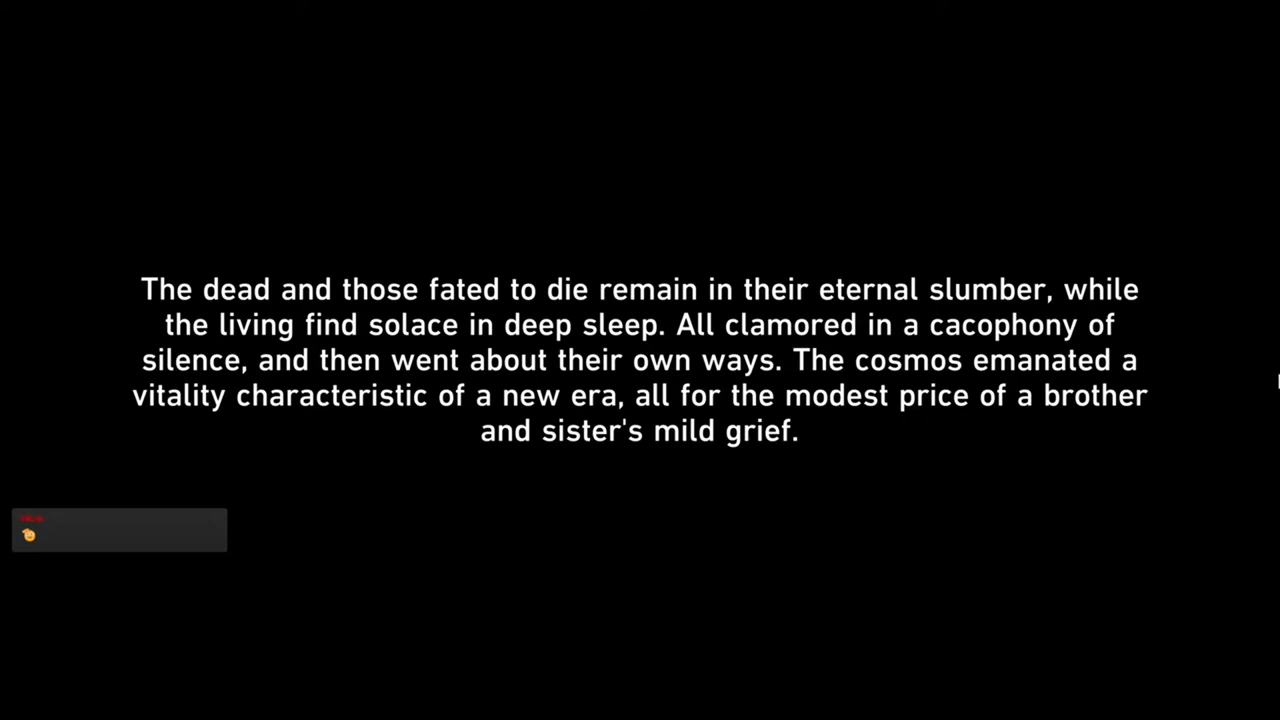 The dead and those fated to die remain in their eternal slumber, while
the living find solace in deep sleep. All clamored in a cacophony of
silence, and then went about their own ways. The cosmos emanated a
vitality characteristic of a new era, all for the modest price of a brother
and sister's mild grief.